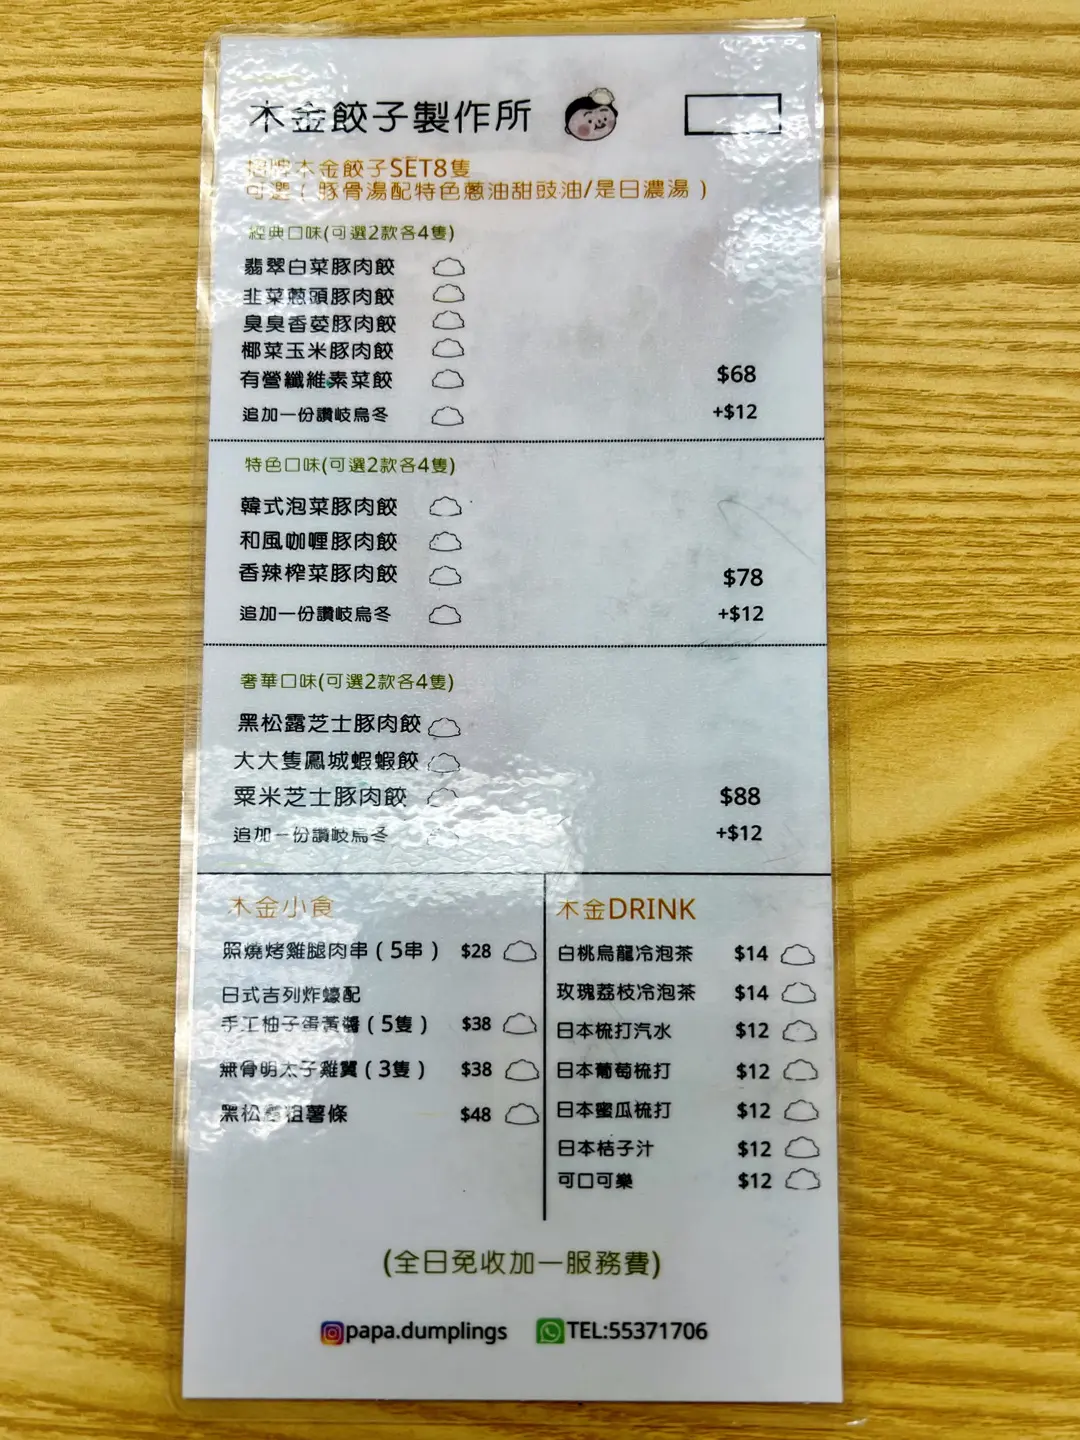 木金餃子製作所
招牌木金餃子SET8隻
可選(豚骨湯配特色蔥油甜豉油/是日濃湯)
經典口味(可選2款各4隻)
翡翠白菜豚肉餃
韭菜蔥頭豚肉餃
臭臭香荽豚肉餃
椰菜玉米豚肉餃
有營纖維素菜餃 $68
追加一份讚岐烏冬 +$12
特色口味(可選2款各4隻)
韓式泡菜豚肉餃
和風咖喱豚肉餃
香辣榨菜豚肉餃 $78
追加一份讚岐烏冬 +$12
奢華口味(可選2款各4隻)
黑松露芝士豚肉餃
大大隻鳳城蝦蝦餃
粟米芝士豚肉餃 $88
追加一份讚岐烏冬 +$12
木金小食
照燒烤雞腿肉串(5串) $28
日式吉列炸蠔配
手工柚子蛋黃醬(5隻) $38
無骨明太子雞翼(3隻) $38
黑松露粗薯條 $48
木金DRINK
白桃烏龍冷泡茶 $14
玫瑰荔枝冷泡茶 $14
日本梳打汽水 $12
日本葡萄梳打 $12
日本蜜瓜梳打 $12
日本桔子汁 $12
可口可樂 $12
(全日免收加一服務費)
papa.dumplings TEL:55371706